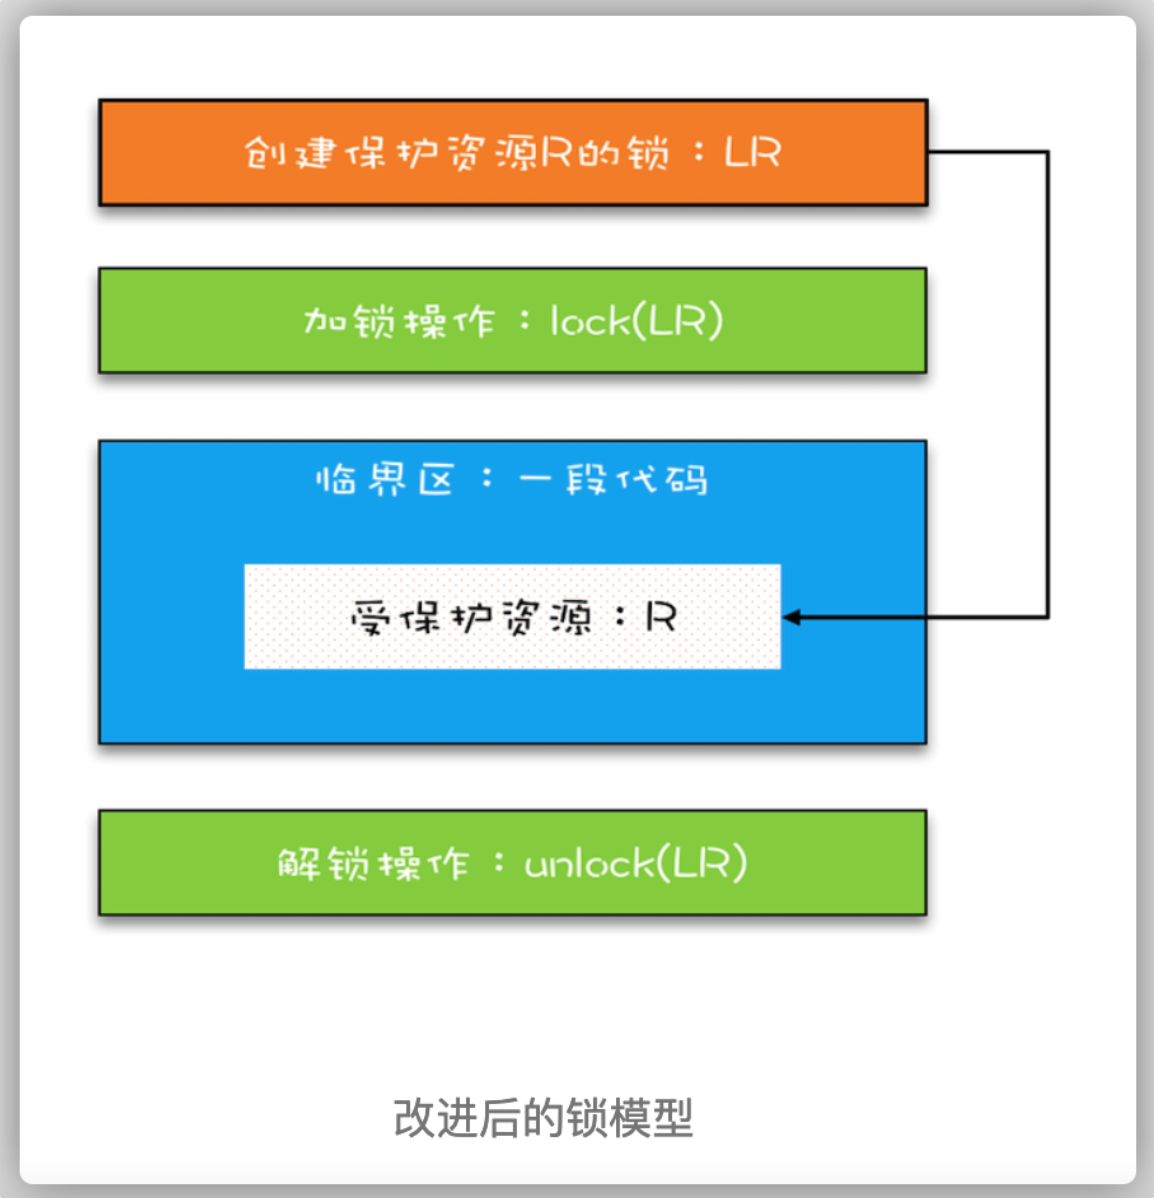 创建保护资源R的锁：LR
加锁操作：lock(LR)
临界区：一段代码
受保护资源：R
解锁操作：unlock(LR)
改进后的锁模型